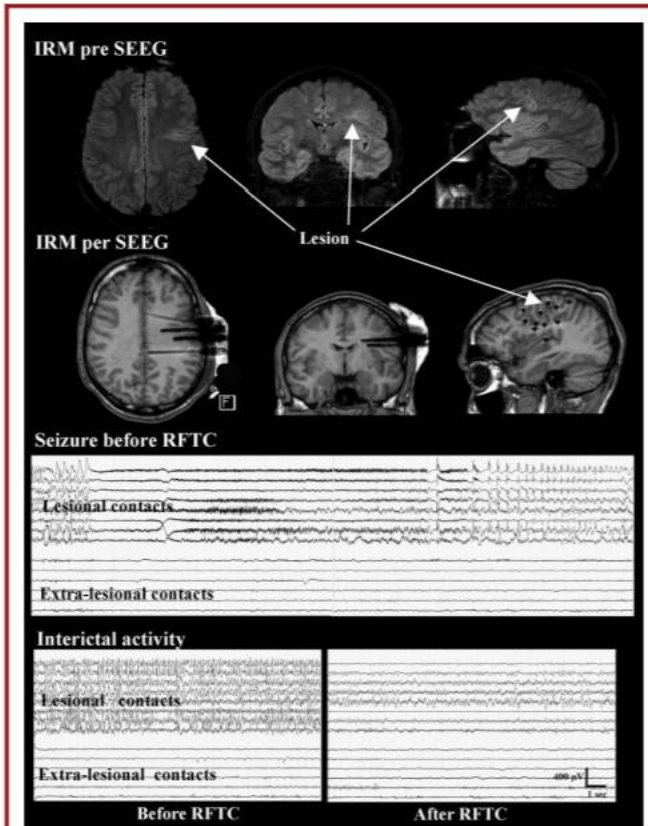 IRM pre SEEG
Lesion
IRM per SEEG
F
Seizure before RFTC
Lesional contacts
Extra-lesional contacts
Interictal activity
Lesional contacts
Extra-lesional contacts
400 µV
1 sec
Before RFTC
After RFTC